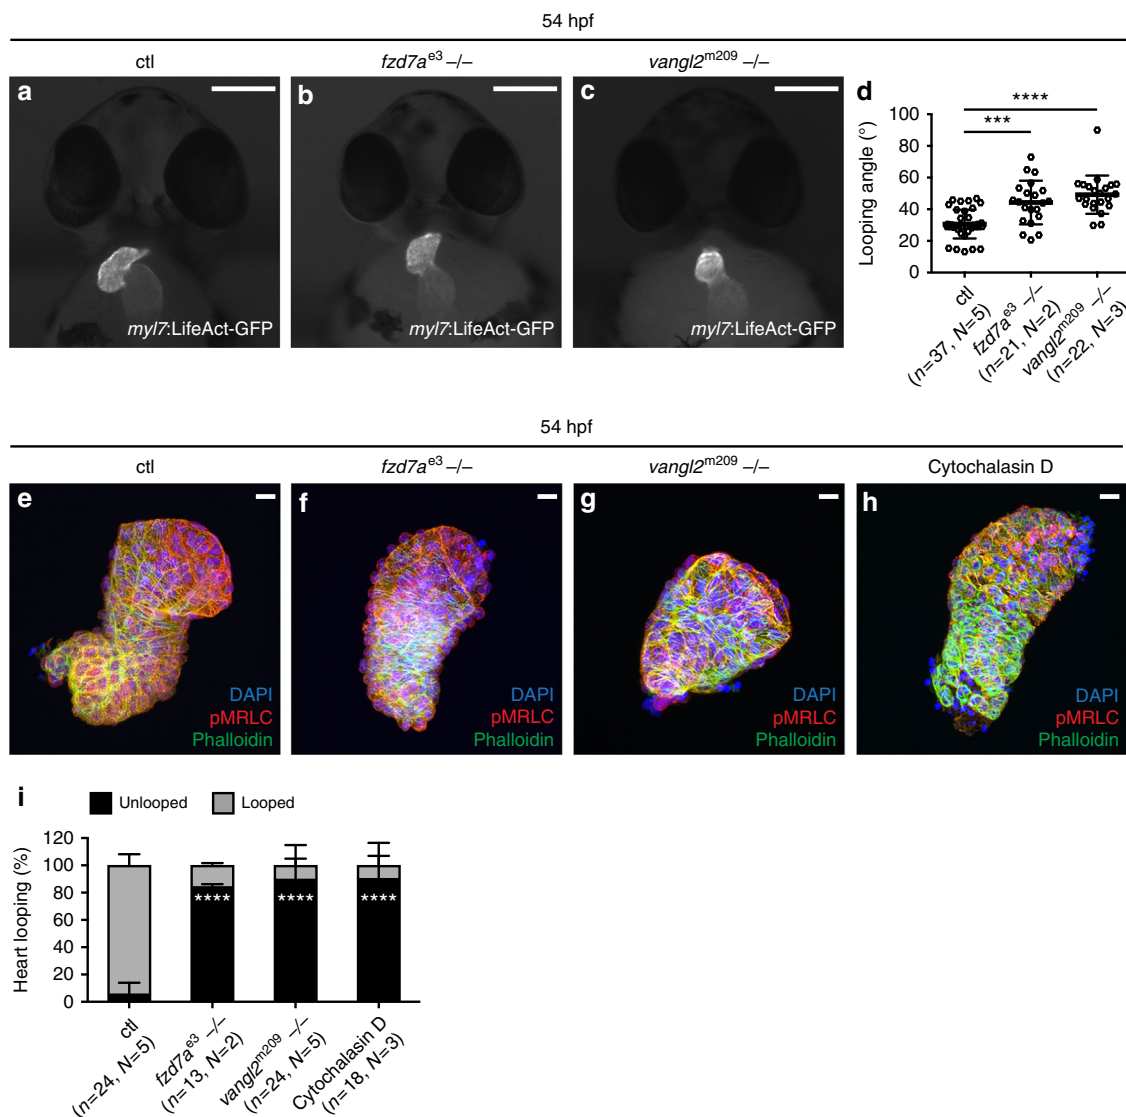 54 hpf
ctl
fzd7a^e3 –/–
vangl2^m209 –/–
a
b
c
d
myl7:LifeAct-GFP
myl7:LifeAct-GFP
myl7:LifeAct-GFP
Looping angle (°)
100
80
60
40
20
0
***
****
ctl
(n=37, N=5)
fzd7a^e3 –/–
(n=21, N=2)
vangl2^m209 –/–
(n=22, N=3)
54 hpf
ctl
fzd7a^e3 –/–
vangl2^m209 –/–
Cytochalasin D
e
f
g
h
DAPI
pMRLC
Phalloidin
DAPI
pMRLC
Phalloidin
DAPI
pMRLC
Phalloidin
DAPI
pMRLC
Phalloidin
i
Unlooped
Looped
Heart looping (%)
120
100
80
60
40
20
0
****
****
****
ctl
(n=24, N=5)
fzd7a^e3 –/–
(n=13, N=2)
vangl2^m209 –/–
(n=24, N=5)
Cytochalasin D
(n=18, N=3)